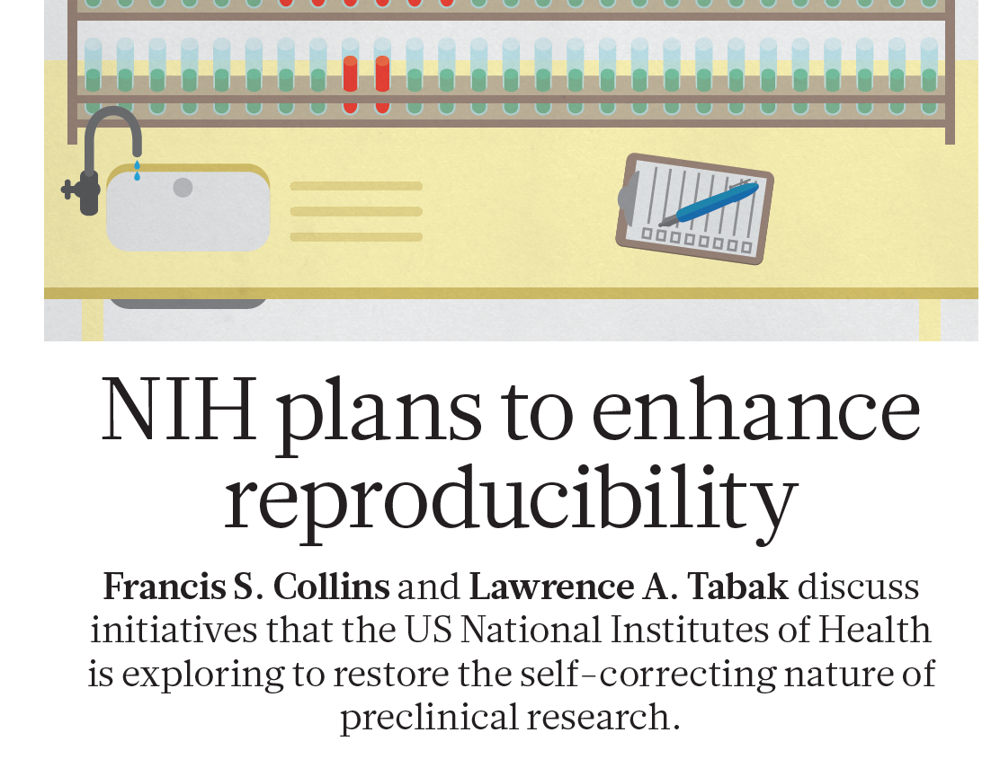 NIH plans to enhance
reproducibility
Francis S. Collins and Lawrence A. Tabak discuss
initiatives that the US National Institutes of Health
is exploring to restore the self-correcting nature of
preclinical research.